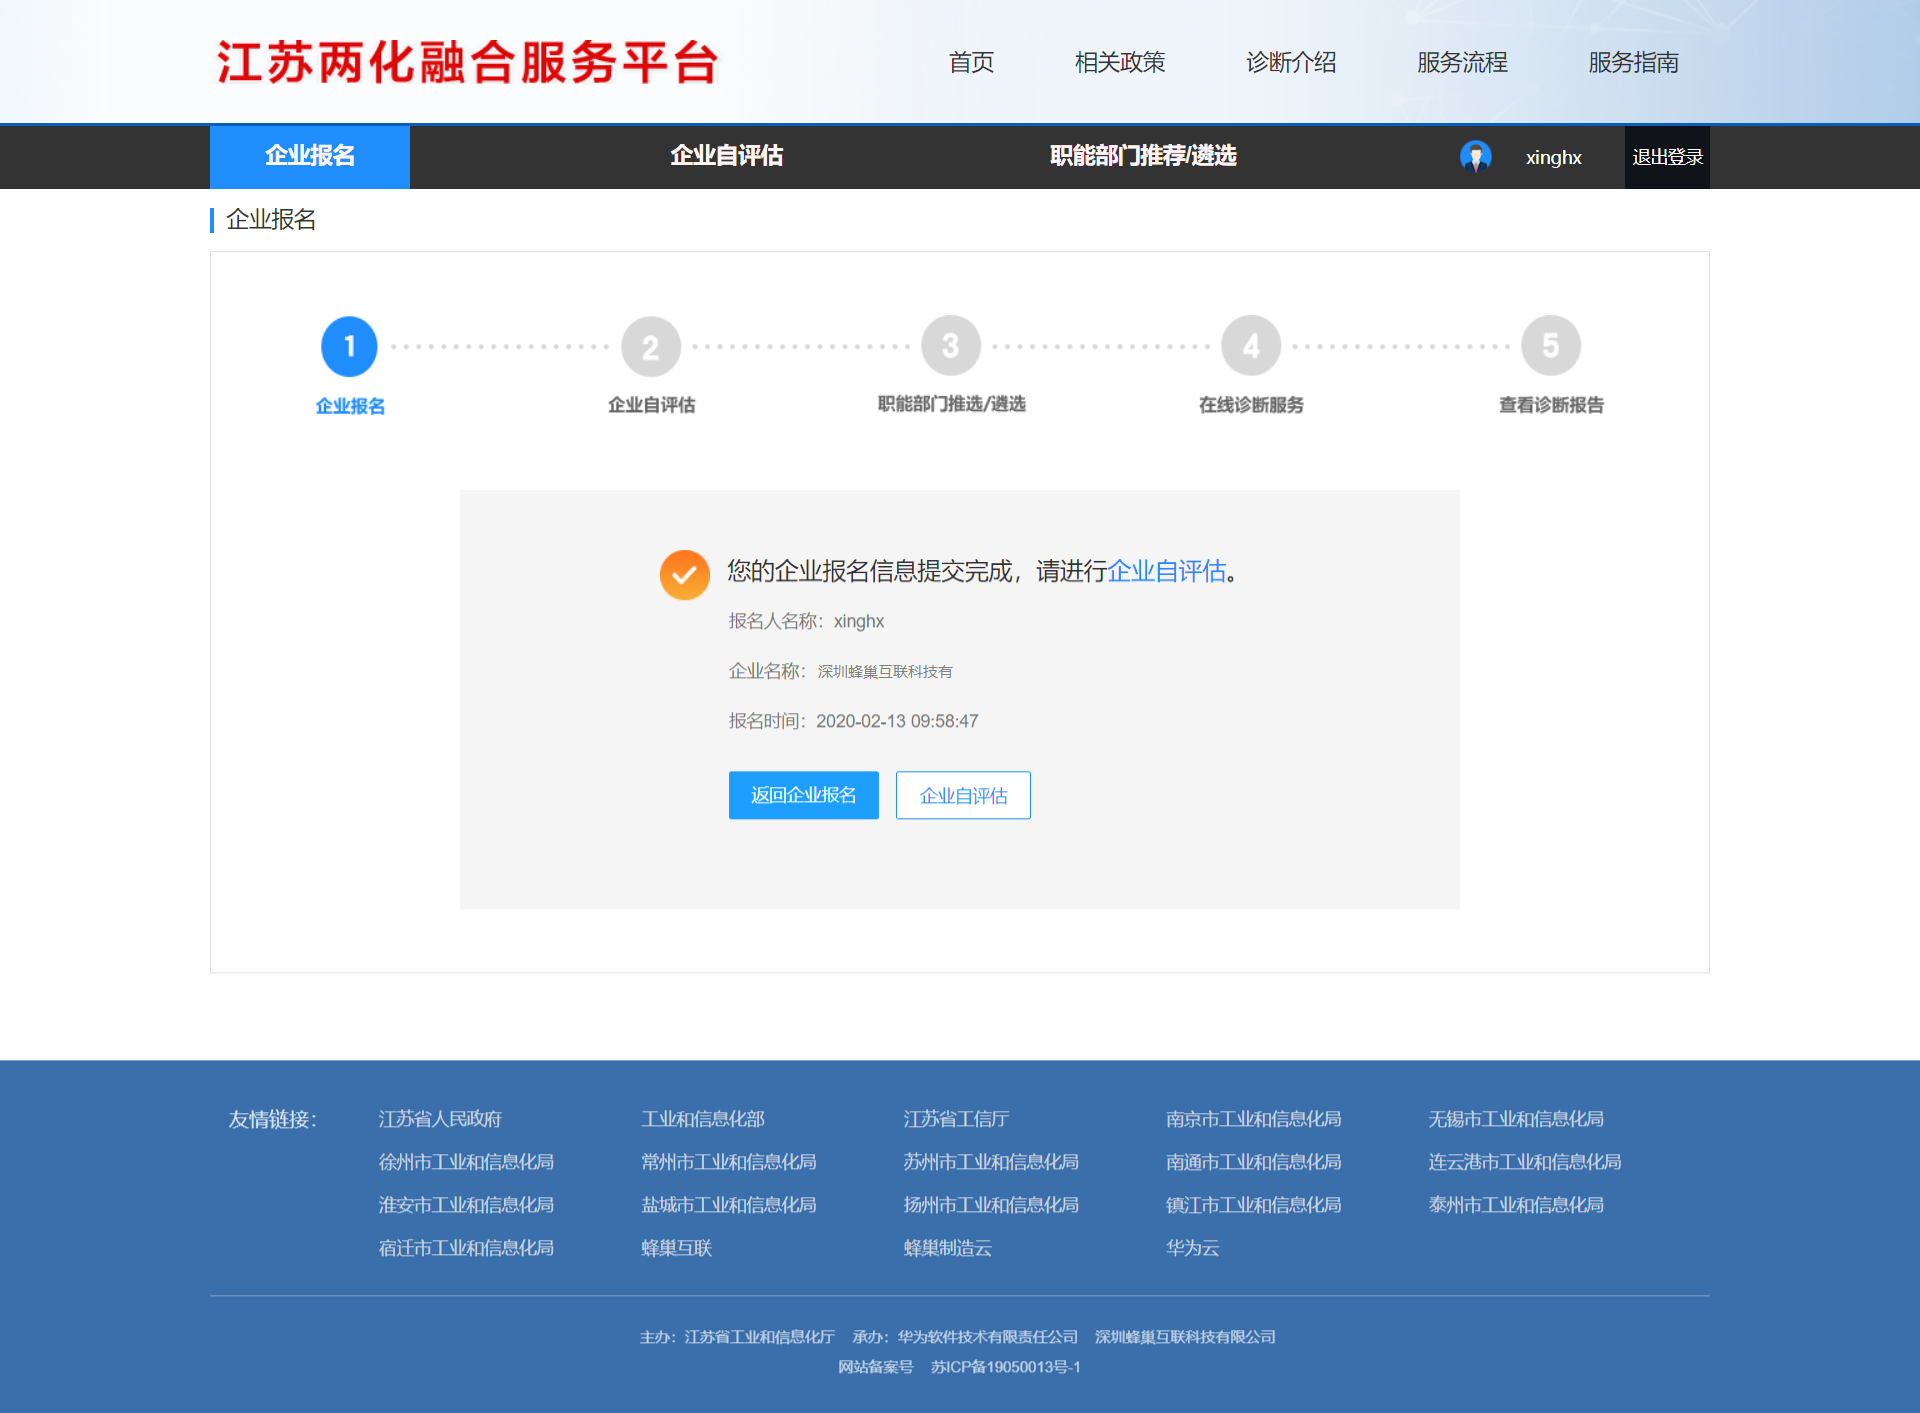 江苏两化融合服务平台
首页 相关政策 诊断介绍 服务流程 服务指南
企业报名 企业自评估 职能部门推荐/遴选 xinghx 退出登录
企业报名
1 2 3 4 5
企业报名 企业自评估 职能部门推选/遴选 在线诊断服务 查看诊断报告
您的企业报名信息提交完成，请进行企业自评估。
报名人名称：xinghx
企业名称：深圳蜂巢互联科技有
报名时间：2020-02-13 09:58:47
返回企业报名 企业自评估
友情链接： 江苏省人民政府 工业和信息化部 江苏省工信厅 南京市工业和信息化局 无锡市工业和信息化局
徐州市工业和信息化局 常州市工业和信息化局 苏州市工业和信息化局 南通市工业和信息化局 连云港市工业和信息化局
淮安市工业和信息化局 盐城市工业和信息化局 扬州市工业和信息化局 镇江市工业和信息化局 泰州市工业和信息化局
宿迁市工业和信息化局 蜂巢互联 蜂巢制造云 华为云
主办：江苏省工业和信息化厅 承办：华为软件技术有限责任公司 深圳蜂巢互联科技有限公司
网站备案号 苏ICP备19050013号-1